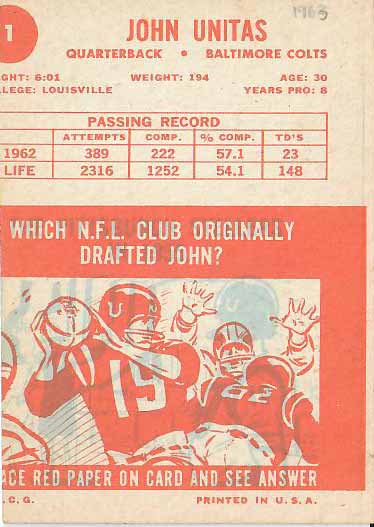 1963
1
JOHN UNITAS
QUARTERBACK • BALTIMORE COLTS
GHT: 6:01 WEIGHT: 194 AGE: 30
LLEGE: LOUISVILLE YEARS PRO: 8
PASSING RECORD
ATTEMPTS COMP. % COMP. TD'S
1962 389 222 57.1 23
LIFE 2316 1252 54.1 148
WHICH N.F.L. CLUB ORIGINALLY
DRAFTED JOHN?
U
U
19
82
ACE RED PAPER ON CARD AND SEE ANSWER
.C.G. PRINTED IN U.S.A.